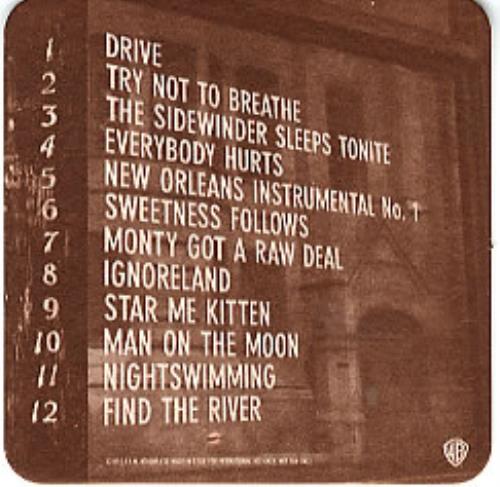 1 DRIVE
2 TRY NOT TO BREATHE
3 THE SIDEWINDER SLEEPS TONITE
4 EVERYBODY HURTS
5 NEW ORLEANS INSTRUMENTAL No. 1
6 SWEETNESS FOLLOWS
7 MONTY GOT A RAW DEAL
8 IGNORELAND
9 STAR ME KITTEN
10 MAN ON THE MOON
11 NIGHTSWIMMING
12 FIND THE RIVER
WB